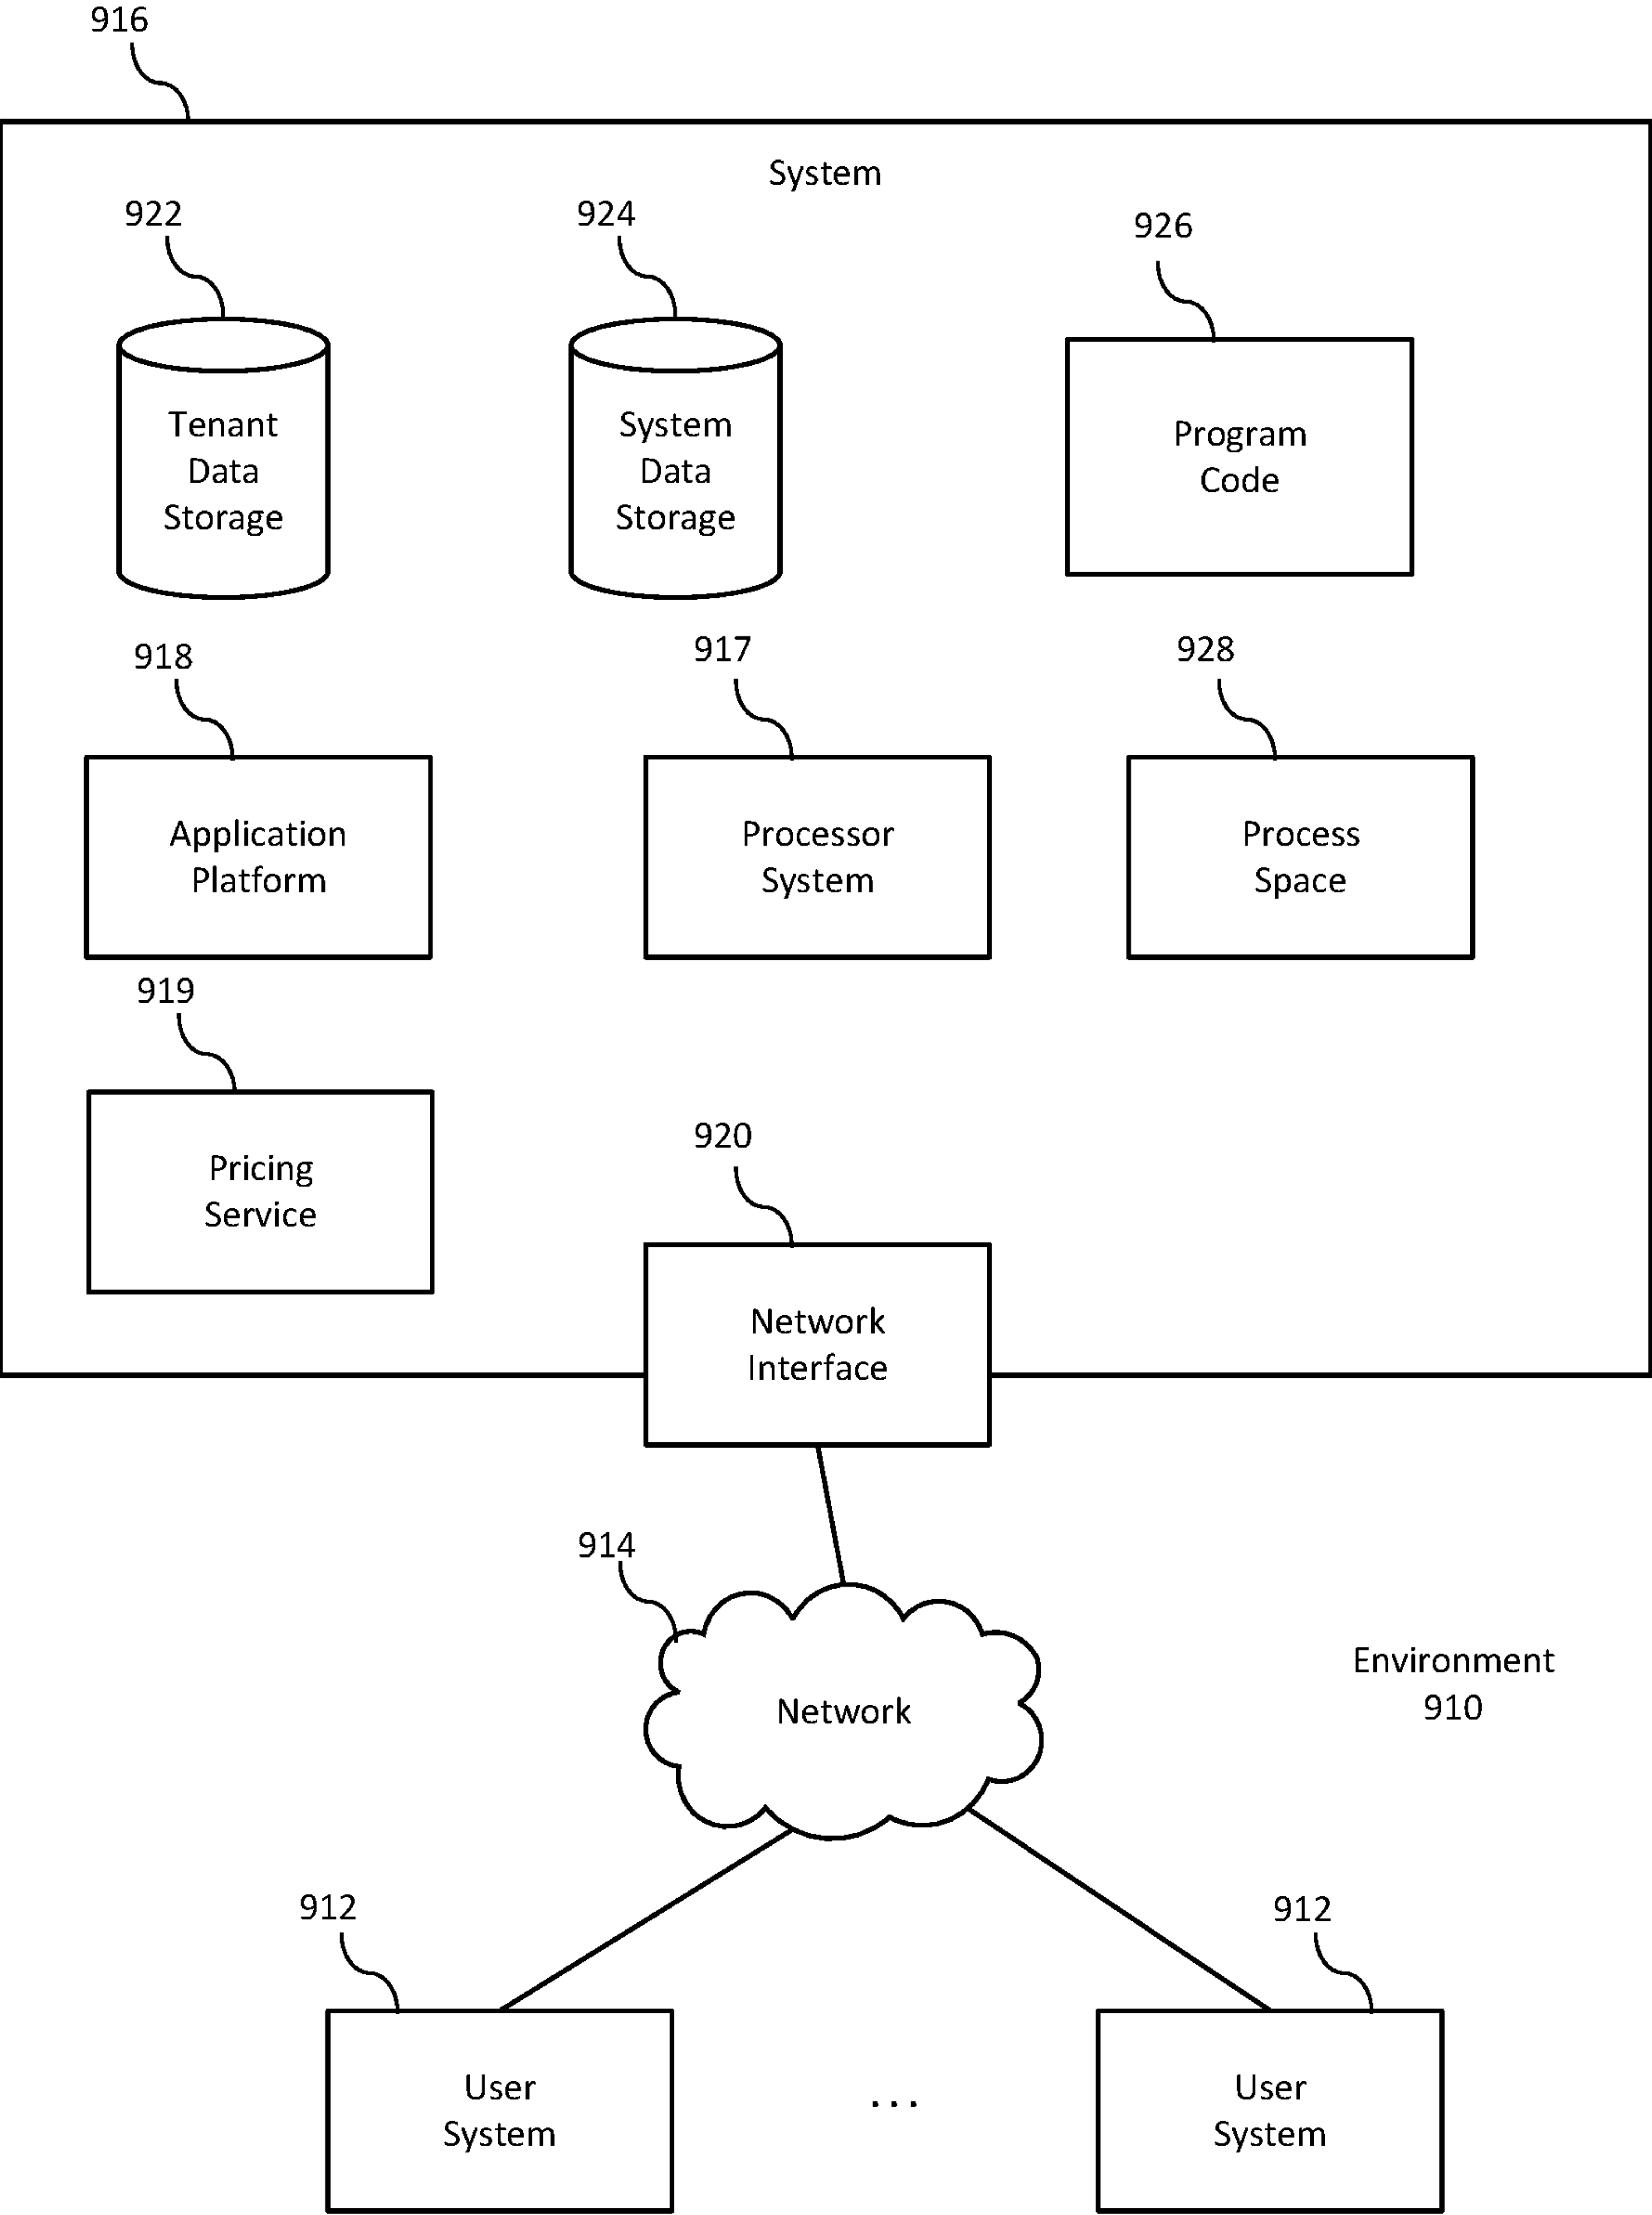 916
System
922
924
926
Tenant
Data
Storage
System
Data
Storage
Program
Code
918
917
928
Application
Platform
Processor
System
Process
Space
919
Pricing
Service
920
Network
Interface
914
Network
Environment
910
912
912
User
System
...
User
System